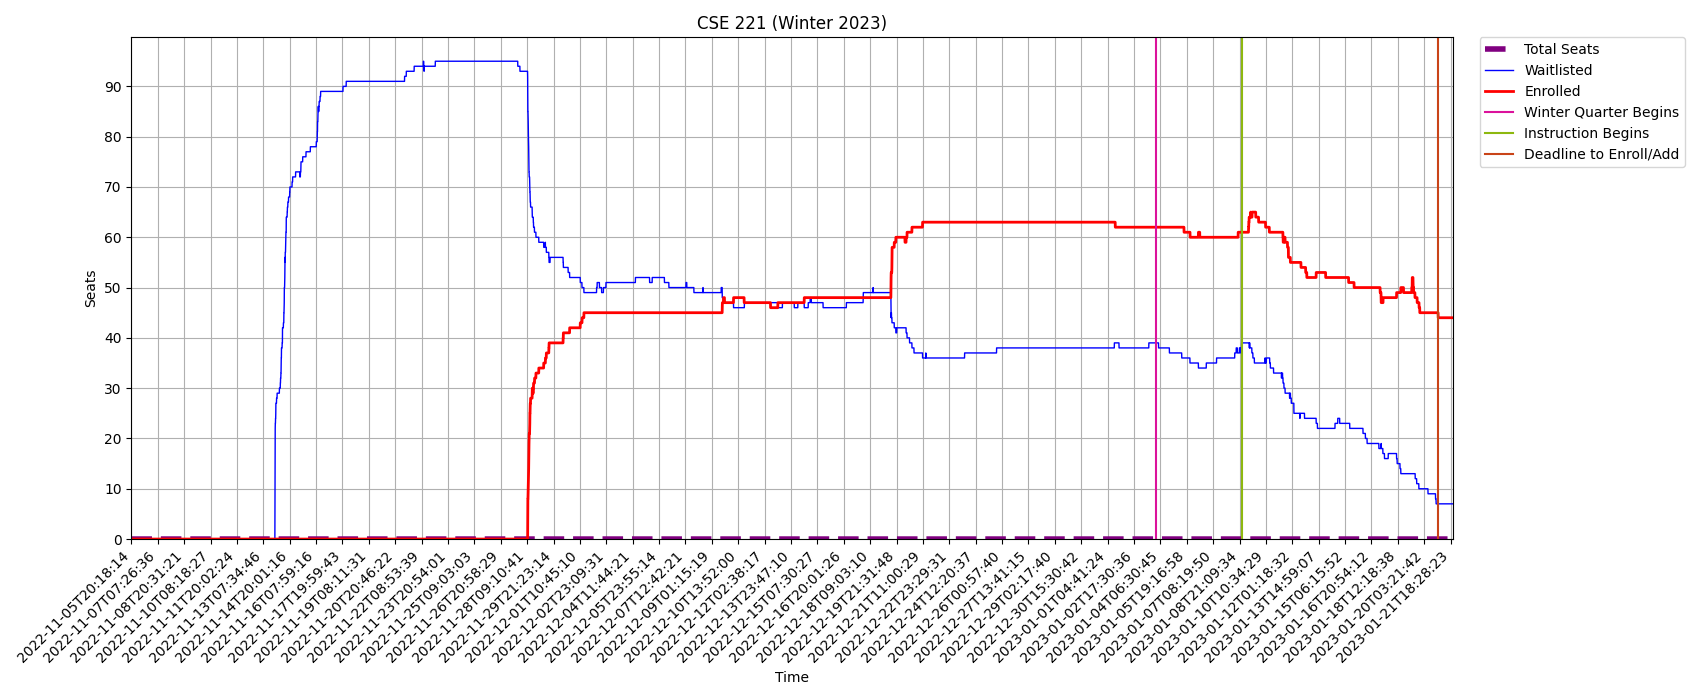 CSE 221 (Winter 2023)
Total Seats
Waitlisted
Enrolled
Winter Quarter Begins
Instruction Begins
Deadline to Enroll/Add
Seats
90
80
70
60
50
40
30
20
10
0
2022-11-05T20:18:14
2022-11-07T07:26:36
2022-11-08T20:31:21
2022-11-10T08:18:27
2022-11-11T20:02:24
2022-11-13T07:34:46
2022-11-14T20:01:16
2022-11-16T07:59:16
2022-11-17T19:59:43
2022-11-19T08:11:31
2022-11-20T20:46:22
2022-11-22T08:53:39
2022-11-23T20:54:01
2022-11-25T09:03:03
2022-11-26T20:58:29
2022-11-28T09:10:41
2022-11-29T21:23:14
2022-12-01T10:45:10
2022-12-02T23:09:31
2022-12-04T11:44:21
2022-12-05T23:55:14
2022-12-07T12:42:21
2022-12-09T01:15:19
2022-12-10T13:52:00
2022-12-12T02:38:17
2022-12-13T23:47:10
2022-12-15T07:30:27
2022-12-16T20:01:26
2022-12-18T09:03:10
2022-12-19T21:31:48
2022-12-21T11:00:29
2022-12-22T23:29:31
2022-12-24T12:20:37
2022-12-26T00:57:40
2022-12-27T13:41:15
2022-12-29T02:17:40
2022-12-30T15:30:42
2023-01-01T04:41:24
2023-01-02T17:30:36
2023-01-04T06:30:45
2023-01-05T19:16:58
2023-01-07T08:19:50
2023-01-08T21:09:34
2023-01-10T10:34:29
2023-01-12T01:18:32
2023-01-13T14:59:07
2023-01-15T06:15:52
2023-01-16T20:54:12
2023-01-18T12:18:38
2023-01-20T03:21:42
2023-01-21T18:28:23
Time